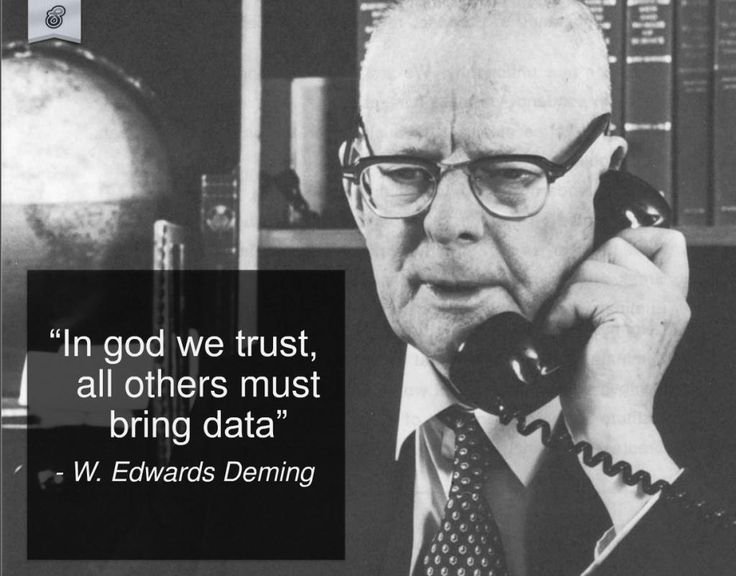 “In god we trust,
all others must
bring data”
- W. Edwards Deming